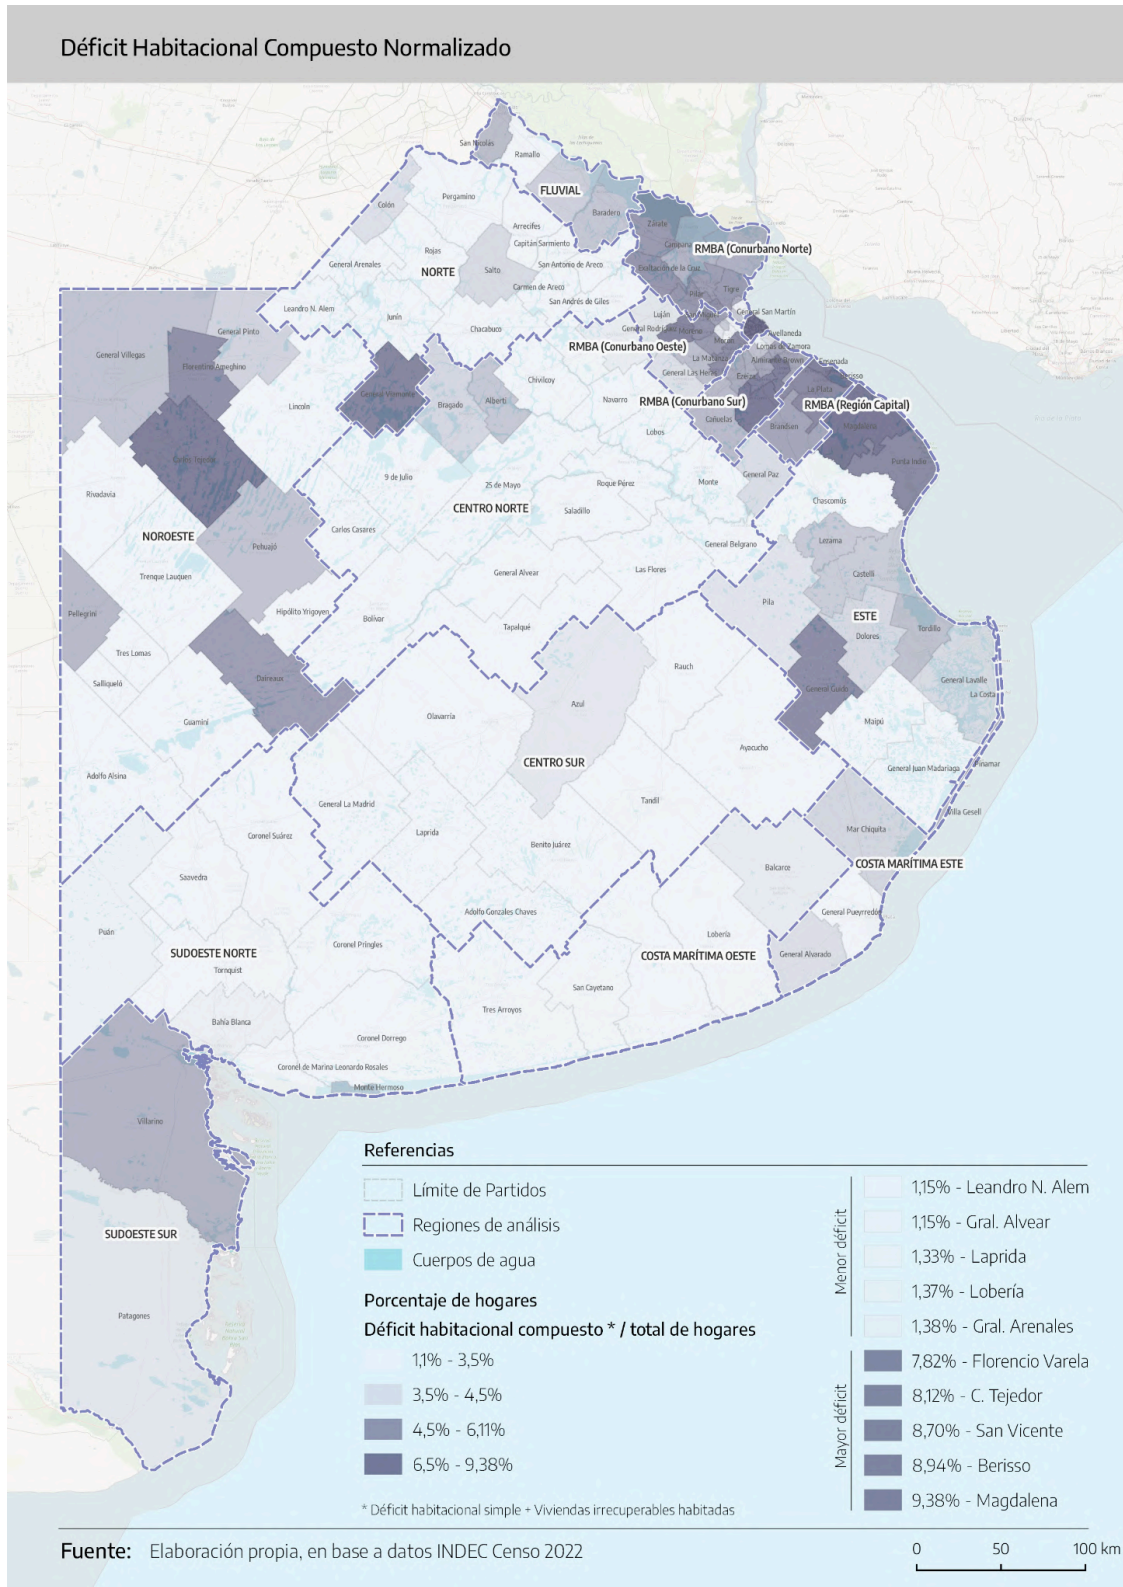 Déficit Habitacional Compuesto Normalizado
San Nicolás
Ramallo
FLUVIAL
Pergamino
Colón
Baradero
Arrecifes
Zárate
Rojas
Capitán Sarmiento
Campana
RMBA (Conurbano Norte)
General Arenales
NORTE
Salto
San Antonio de Areco
Exaltación de la Cruz
Carmen de Areco
Pilar
Tigre
San Andrés de Giles
Leandro N. Alem
Junín
Luján
General San Martín
Chacabuco
General Rodríguez
Moreno
Avellaneda
General Pinto
Morón
RMBA (Conurbano Oeste)
Lomas de Zamora
General Villegas
La Matanza
Almirante Brown
Ensenada
Florentino Ameghino
General Las Heras
Ezeiza
Berisso
Chivilcoy
La Plata
General Viamonte
Alberti
Navarro
RMBA (Conurbano Sur)
Lincoln
Bragado
RMBA (Región Capital)
Cañuelas
Brandsen
Magdalena
Lobos
Carlos Tejedor
Punta Indio
9 de Julio
General Paz
25 de Mayo
Roque Pérez
Monte
Rivadavia
CENTRO NORTE
Saladillo
Chascomús
Carlos Casares
NOROESTE
Lezama
Pehuajó
General Belgrano
Trenque Lauquen
General Alvear
Las Flores
Castelli
Pellegrini
Hipólito Yrigoyen
Pila
ESTE
Bolívar
Tapalqué
Tordillo
Dolores
Tres Lomas
Rauch
Daireaux
General Lavalle
Salliqueló
General Guido
La Costa
Azul
Guaminí
Olavarría
Maipú
Ayacucho
CENTRO SUR
Pinamar
General Juan Madariaga
Adolfo Alsina
Tandil
General La Madrid
Villa Gesell
Laprida
Mar Chiquita
Coronel Suárez
Benito Juárez
COSTA MARÍTIMA ESTE
Balcarce
Saavedra
Adolfo Gonzales Chaves
General Pueyrredón
Puán
Lobería
Coronel Pringles
SUDOESTE NORTE
COSTA MARÍTIMA OESTE
General Alvarado
Tornquist
San Cayetano
Tres Arroyos
Bahía Blanca
Coronel Dorrego
Coronel de Marina Leonardo Rosales
Monte Hermoso
Villarino
SUDOESTE SUR
Patagones
Referencias
Límite de Partidos
Regiones de análisis
Cuerpos de agua
Porcentaje de hogares
Déficit habitacional compuesto * / total de hogares
1,1% - 3,5%
3,5% - 4,5%
4,5% - 6,11%
6,5% - 9,38%
* Déficit habitacional simple + Viviendas irrecuperables habitadas
Menor déficit
1,15% - Leandro N. Alem
1,15% - Gral. Alvear
1,33% - Laprida
1,37% - Lobería
1,38% - Gral. Arenales
Mayor déficit
7,82% - Florencio Varela
8,12% - C. Tejedor
8,70% - San Vicente
8,94% - Berisso
9,38% - Magdalena
Fuente: Elaboración propia, en base a datos INDEC Censo 2022
0 50 100 km